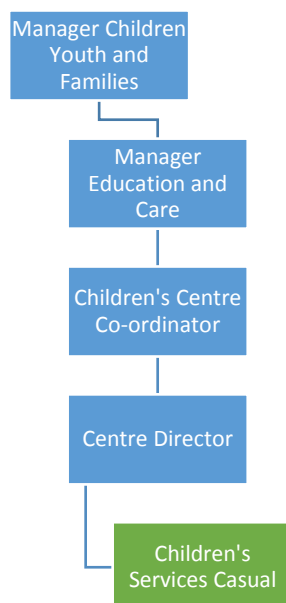 Manager Children
Youth and
Families
Manager
Education and
Care
Children's Centre
Co-ordinator
Centre Director
Children's
Services Casual